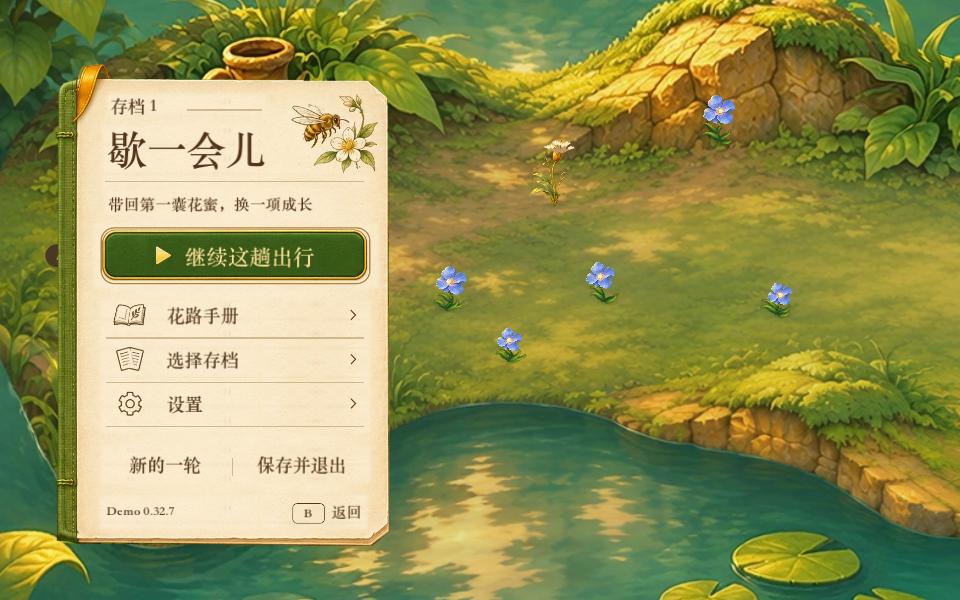 存档 1
歇一会儿
带回第一囊花蜜，换一项成长
继续这趟出行
花路手册
选择存档
设置
新的一轮
保存并退出
Demo 0.32.7
B 返回